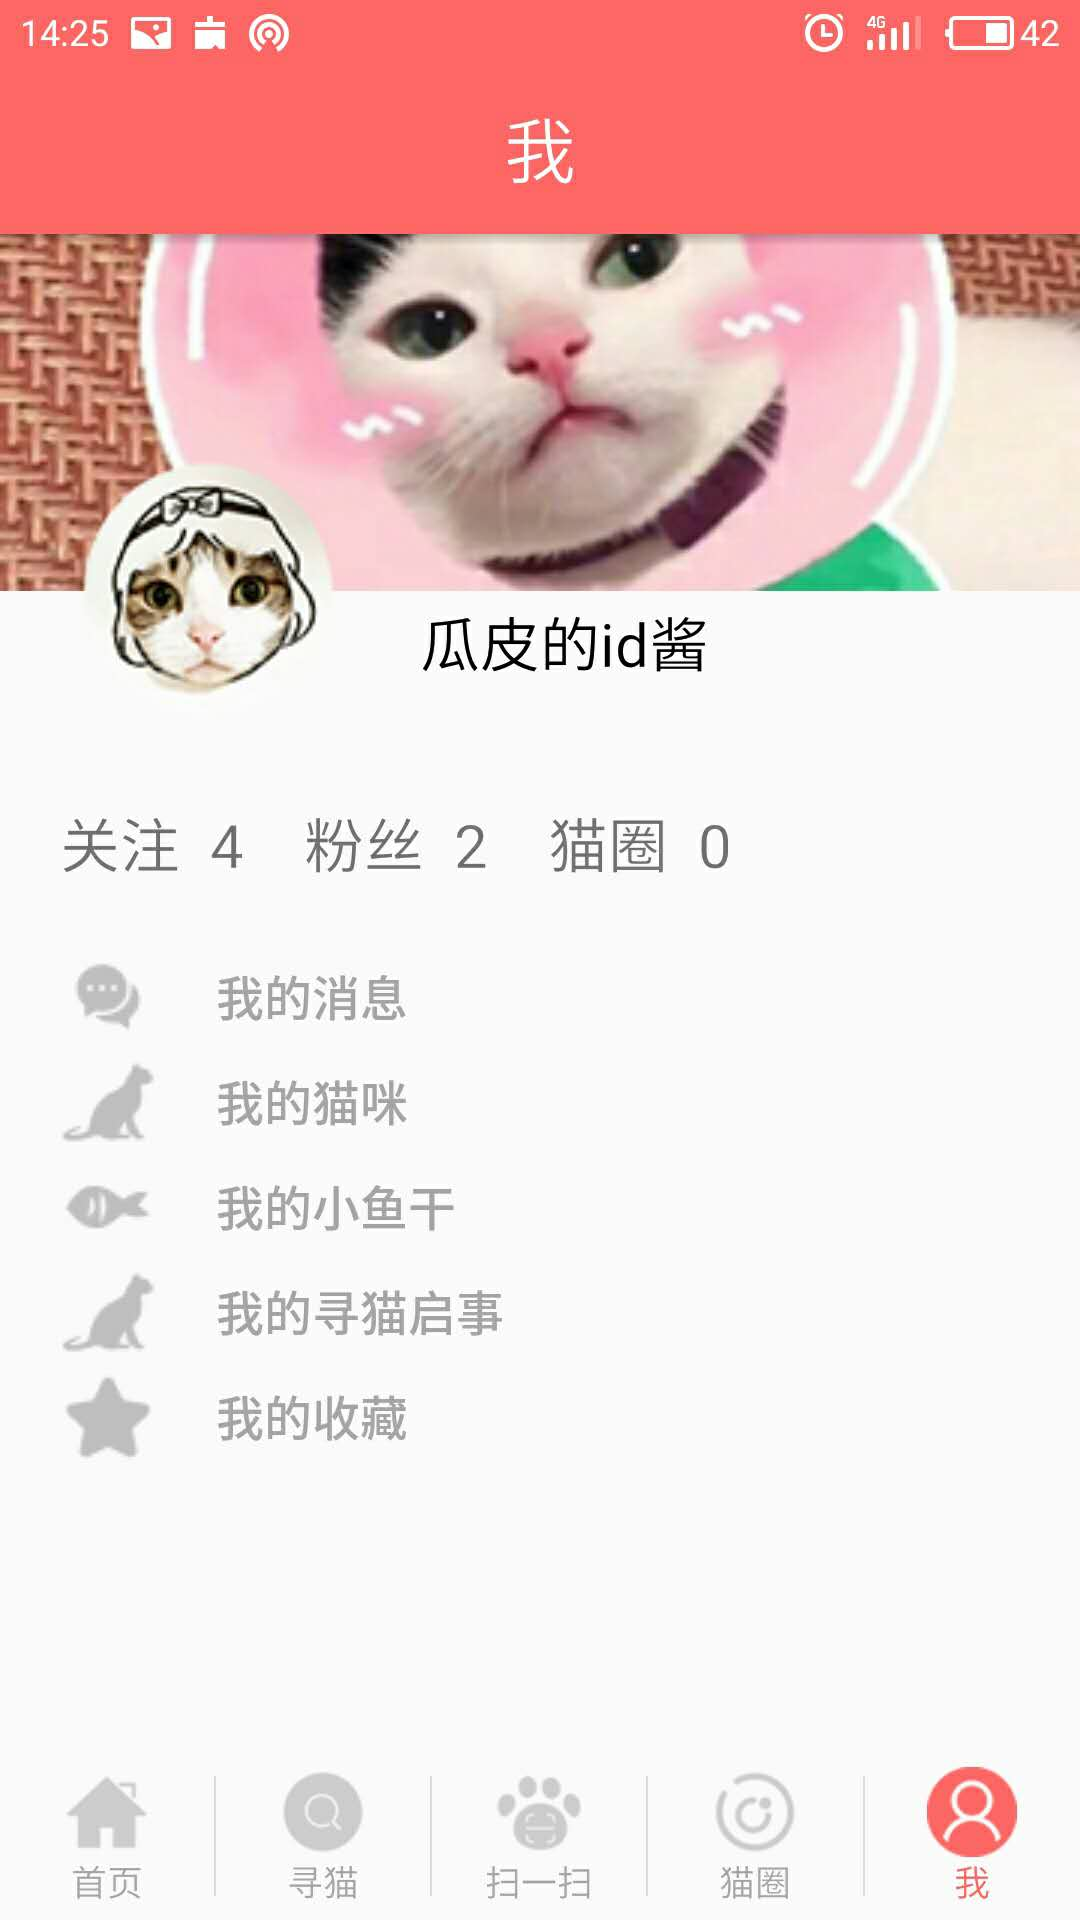 14:25 4G 42
我
瓜皮的id酱
关注 4 粉丝 2 猫圈 0
我的消息
我的猫咪
我的小鱼干
我的寻猫启事
我的收藏
首页 寻猫 扫一扫 猫圈 我